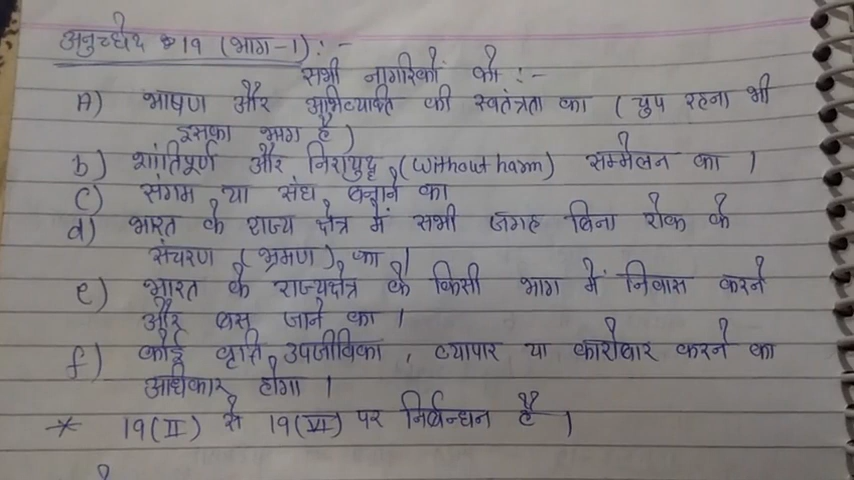 अनुच्छेद 19 (भाग-1) :-
सभी नागरिकों को :-
A) भाषण और अभिव्यक्ति की स्वतंत्रता का (चुप रहना भी
इसका भाग है)
b) शांतिपूर्ण और निरायुद्ध (without harm) सम्मेलन का ।
c) संगम या संघ बनाने का
d) भारत के राज्य क्षेत्र में सभी जगह बिना रोक के
संचरण (भ्रमण) का ।
e) भारत के राज्यक्षेत्र के किसी भाग में निवास करने
और बस जाने का ।
f) कोई वृति, उपजीविका, व्यापार या कारोबार करने का
अधिकार होगा ।
* 19(II) से 19(VI) पर निर्बन्धन है ।